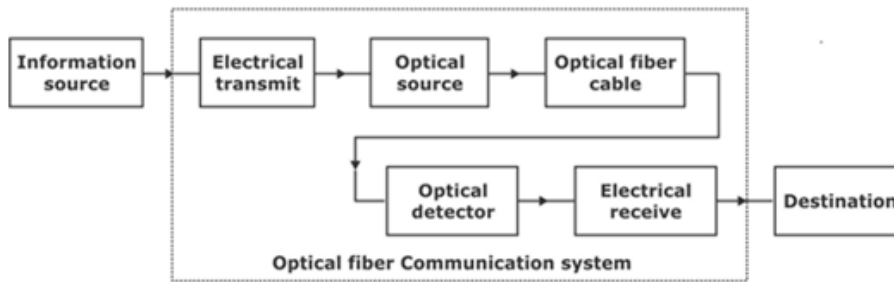 Information
source
Electrical
transmit
Optical
source
Optical fiber
cable
Optical
detector
Electrical
receive
Destination
Optical fiber Communication system